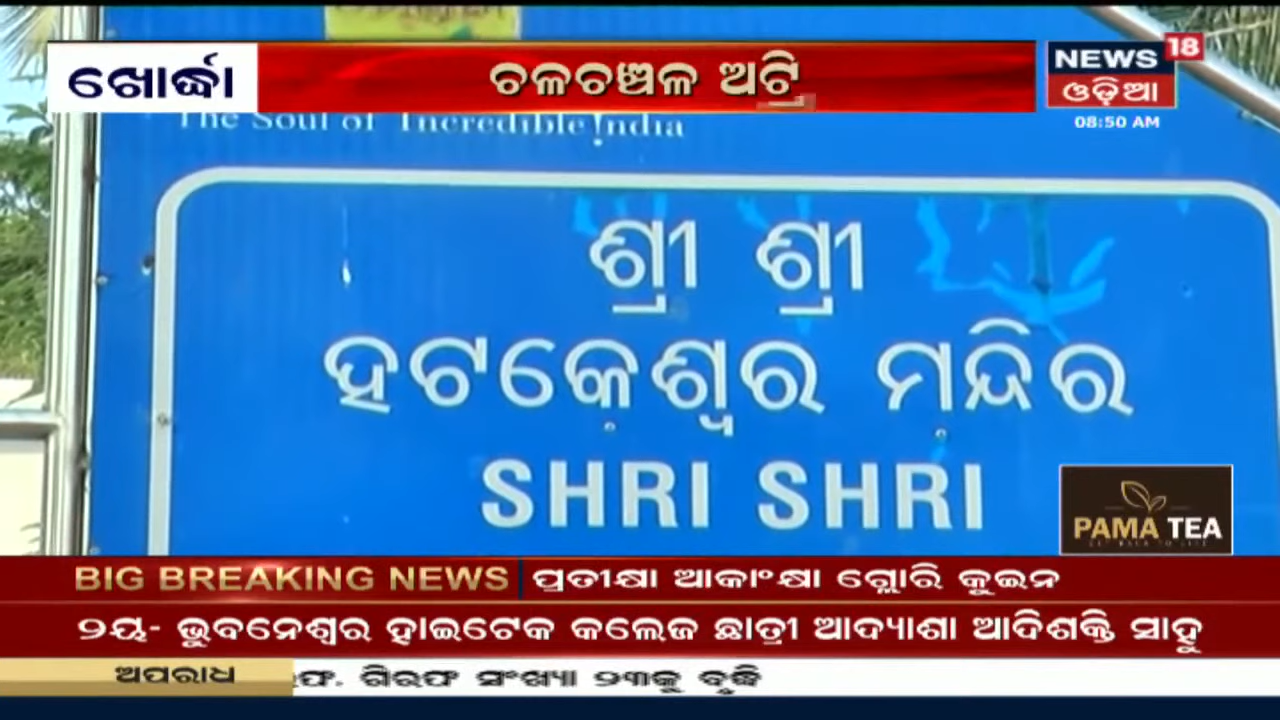 ଖୋର୍ଦ୍ଧା
ଚଳଚଞ୍ଚଳ ଅଟ୍ରି
NEWS 18
ଓଡ଼ିଆ
08:50 AM
The Soul of Incredible India
ଶ୍ରୀ ଶ୍ରୀ
ହଟକେଶ୍ୱର ମନ୍ଦିର
SHRI SHRI
PAMA TEA
BIG BREAKING NEWS ପ୍ରତୀକ୍ଷା ଆକାଂକ୍ଷା ଗ୍ଲୋରି କୁଇନ
୨ୟ- ଭୁବନେଶ୍ୱର ହାଇଟେକ କଲେଜ ଛାତ୍ରୀ ଆଦ୍ୟାଶା ଆଦିଶକ୍ତି ସାହୁ
ଅପରାଧ
ଗିରଫ ସଂଖ୍ୟା ୨୩କୁ ବୃଦ୍ଧି